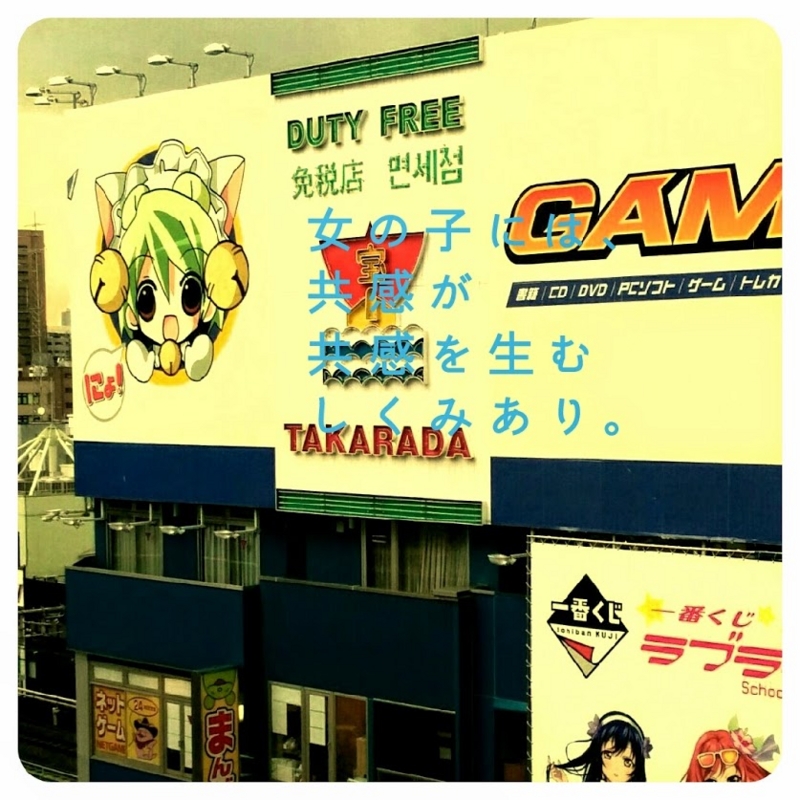 DUTY FREE
免税店 면세점
宝
TAKARADA
にょ!
女の子には、
共感が
共感を生む
しくみあり。
GAM
書籍/CD/DVD/PCソフト/ゲーム/トレカ
一番くじ
Ichiban KUJI
一番くじ
ラブラ
Schoo
ネット
ゲーム
NETGAME
24
まん